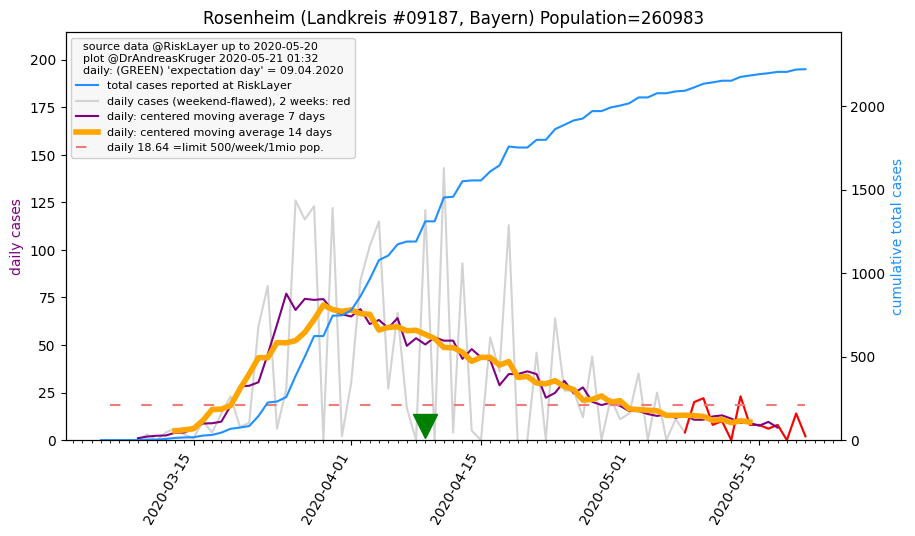 Rosenheim (Landkreis #09187, Bayern) Population=260983
source data @RiskLayer up to 2020-05-20
plot @DrAndreasKruger 2020-05-21 01:32
daily: (GREEN) 'expectation day' = 09.04.2020
total cases reported at RiskLayer
daily cases (weekend-flawed), 2 weeks: red
daily: centered moving average 7 days
daily: centered moving average 14 days
daily 18.64 =limit 500/week/1mio pop.
daily cases
200
175
150
125
100
75
50
25
0
cumulative total cases
2000
1500
1000
500
0
2020-03-15
2020-04-01
2020-04-15
2020-05-01
2020-05-15